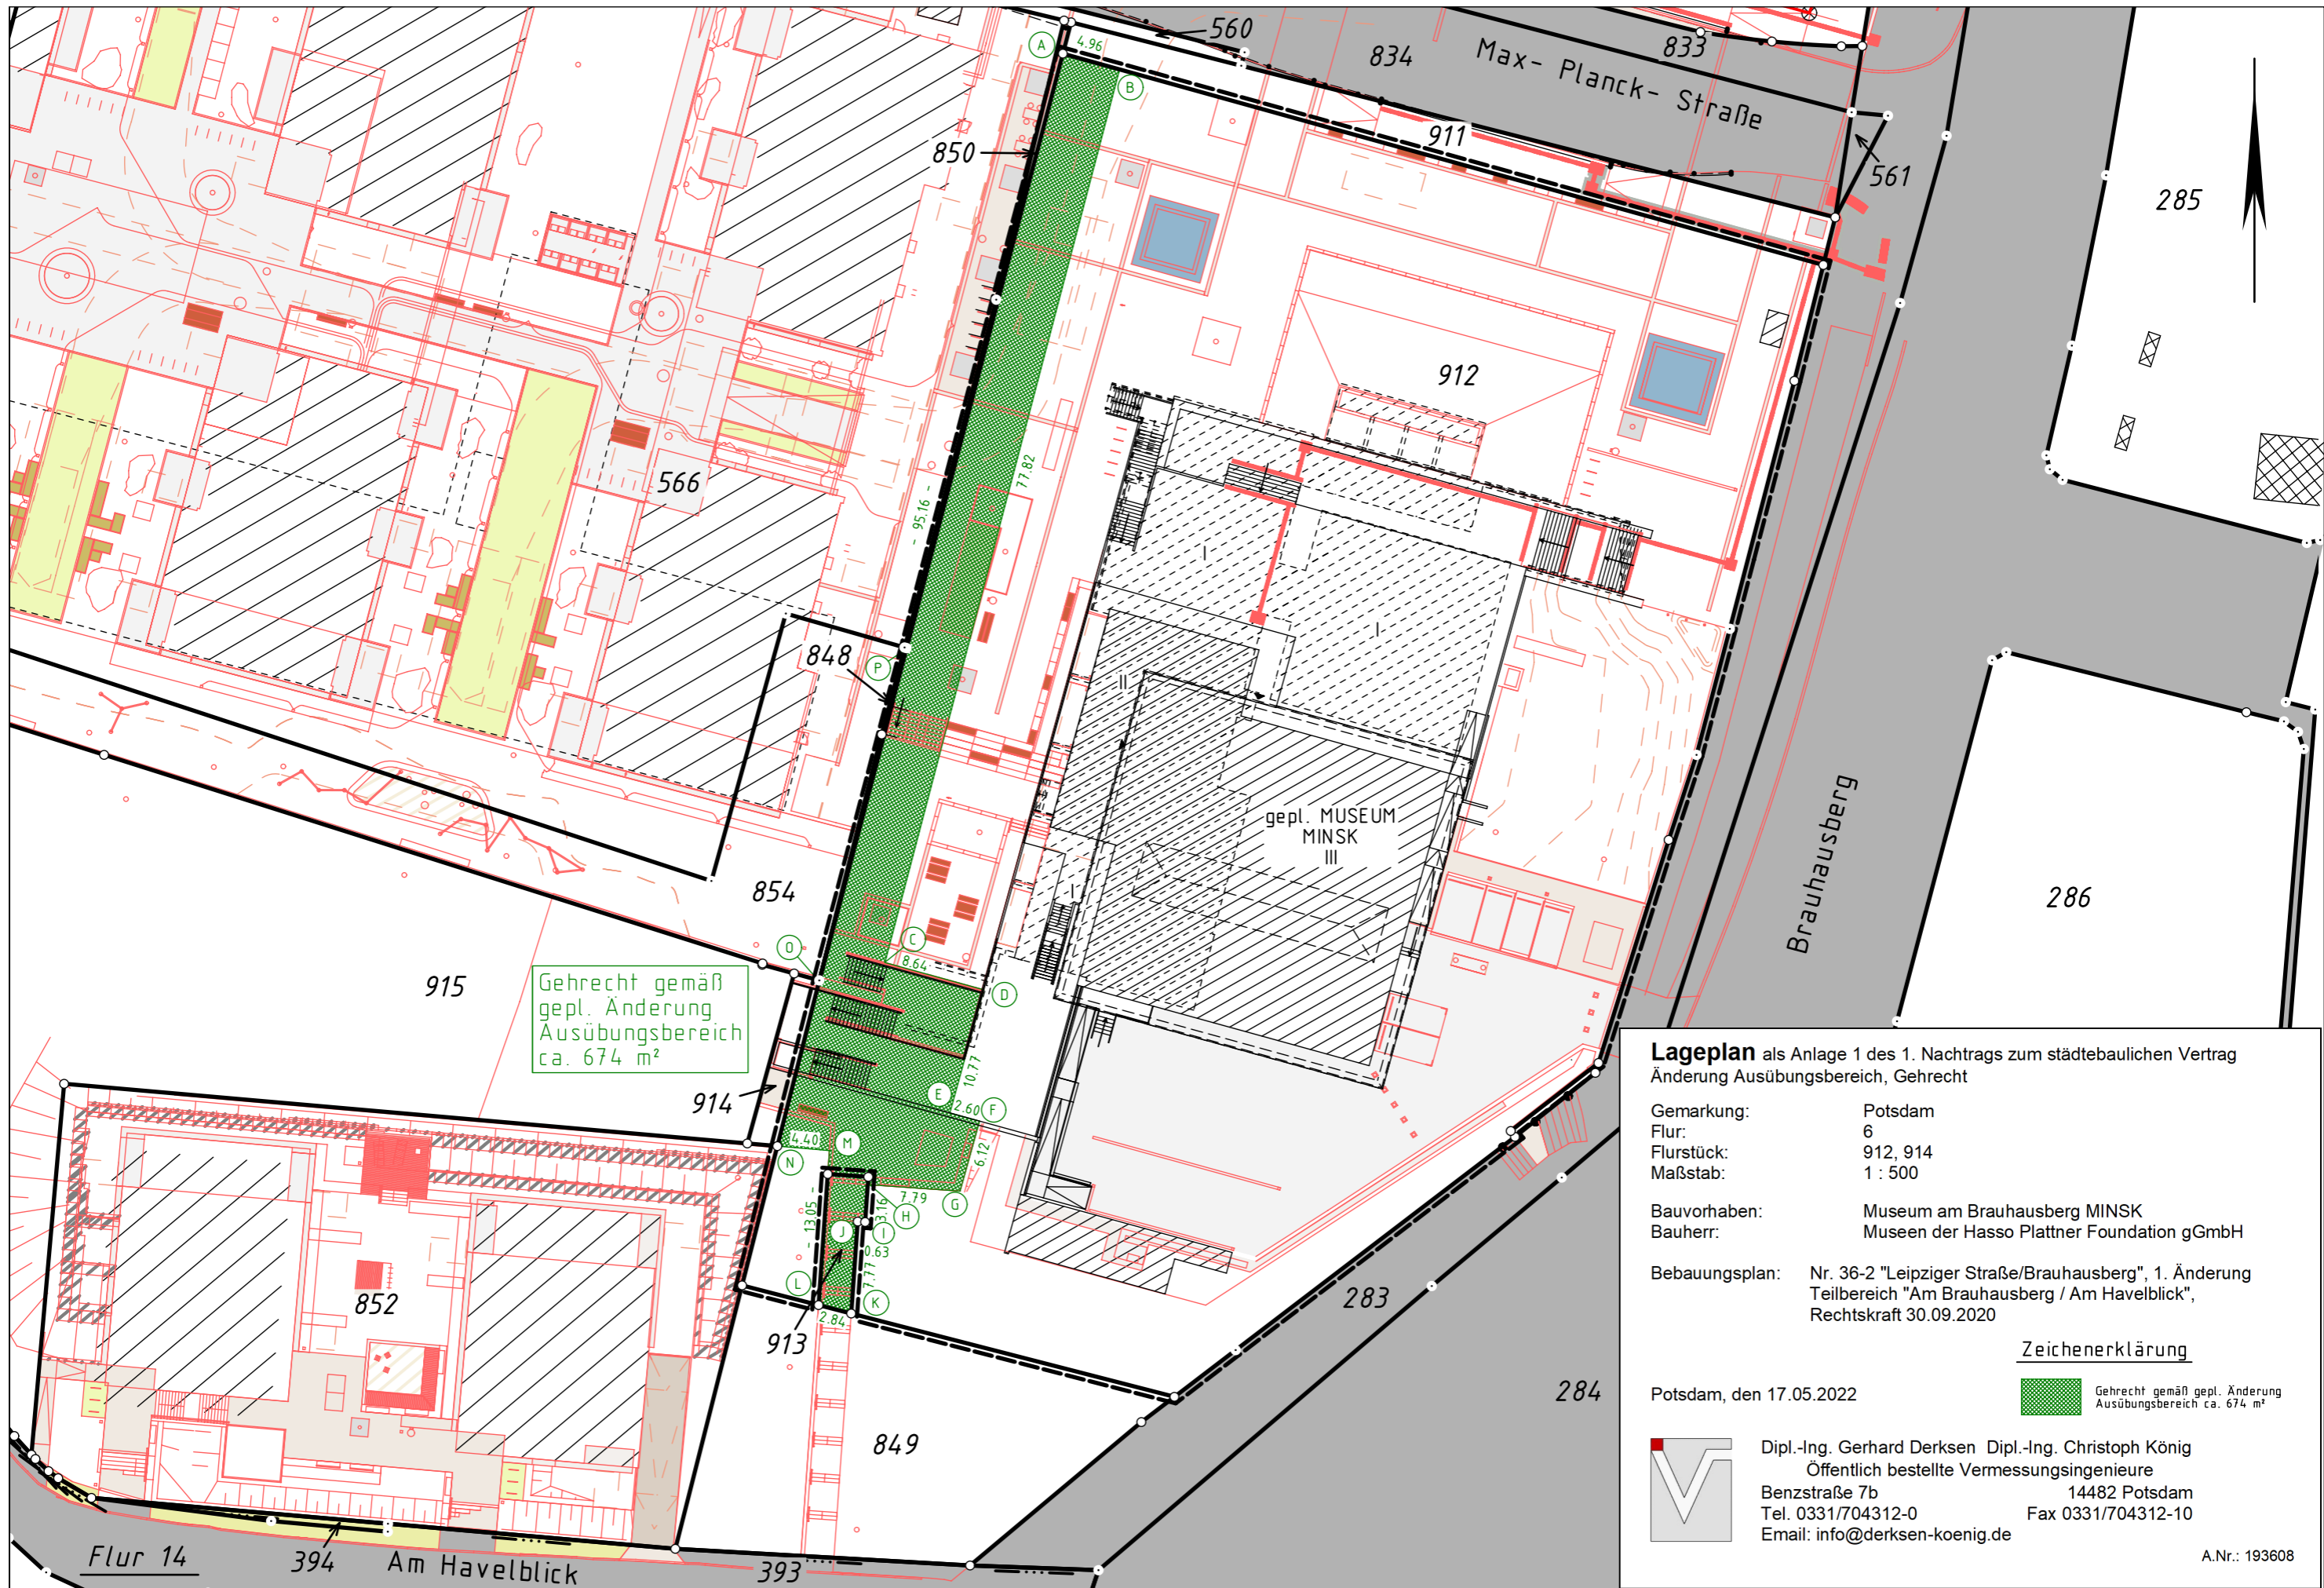 560
A
4.96
834
Max- Planck- Straße
833
B
911
850
561
285
912
77.82
566
- 95.16 -
I
I
848
P
II
gepl. MUSEUM
MINSK
III
Brauhausberg
854
286
O
C
8.64
I
D
915
Gehrecht gemäß
gepl. Änderung
Ausübungsbereich
ca. 674 m²
10.77
914
E
2.60
F
4.40
M
N
6.12
7.79
G
3.16
H
- 13.05 -
J
I
0.63
7.77
L
K
2.84
852
913
283
284
849
Flur 14
394
Am Havelblick
393
Lageplan als Anlage 1 des 1. Nachtrags zum städtebaulichen Vertrag
Änderung Ausübungsbereich, Gehrecht
Gemarkung: Potsdam
Flur: 6
Flurstück: 912, 914
Maßstab: 1 : 500
Bauvorhaben: Museum am Brauhausberg MINSK
Bauherr: Museen der Hasso Plattner Foundation gGmbH
Bebauungsplan: Nr. 36-2 "Leipziger Straße/Brauhausberg", 1. Änderung
Teilbereich "Am Brauhausberg / Am Havelblick",
Rechtskraft 30.09.2020
Zeichenerklärung
Potsdam, den 17.05.2022
Gehrecht gemäß gepl. Änderung
Ausübungsbereich ca. 674 m²
Dipl.-Ing. Gerhard Derksen Dipl.-Ing. Christoph König
Öffentlich bestellte Vermessungsingenieure
Benzstraße 7b 14482 Potsdam
Tel. 0331/704312-0 Fax 0331/704312-10
Email: info@derksen-koenig.de
A.Nr.: 193608